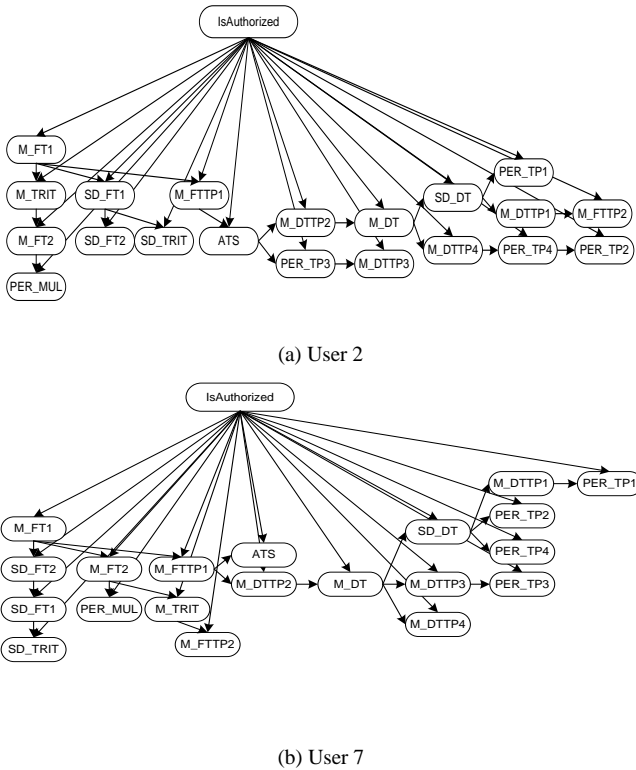 IsAuthorized
M_FT1
PER_TP1
M_TRIT SD_FT1 M_FTTP1 SD_DT
M_DTTP2 M_DT M_DTTP1 M_FTTP2
M_FT2 SD_FT2 SD_TRIT ATS M_DTTP4 PER_TP4 PER_TP2
PER_TP3 M_DTTP3
PER_MUL
(a) User 2
IsAuthorized
M_DTTP1 PER_TP1
PER_TP2
M_FT1 SD_DT
ATS PER_TP4
SD_FT2 M_FT2 M_FTTP1
M_DTTP2 M_DT M_DTTP3 PER_TP3
SD_FT1 PER_MUL M_TRIT
M_DTTP4
SD_TRIT M_FTTP2
(b) User 7